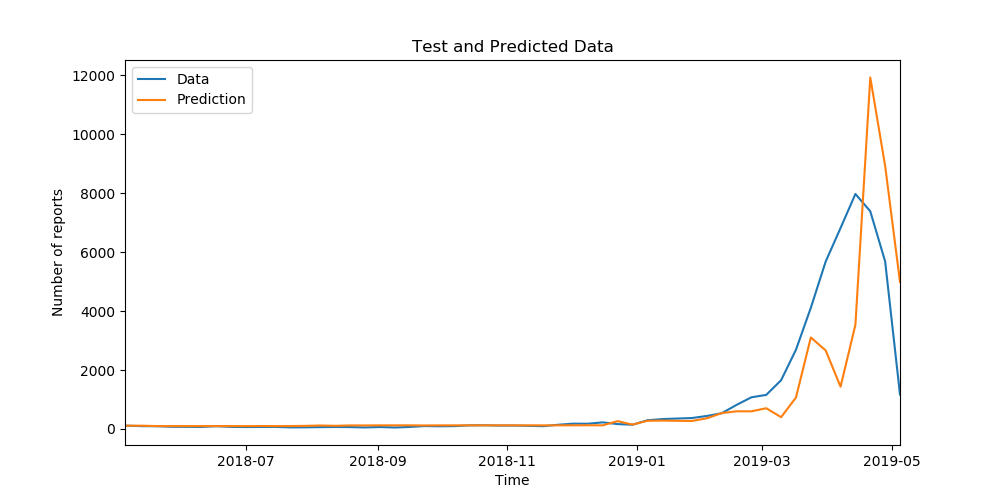 Test and Predicted Data
Data
Prediction
12000
10000
8000
6000
4000
2000
0
Number of reports
2018-07
2018-09
2018-11
2019-01
2019-03
2019-05
Time